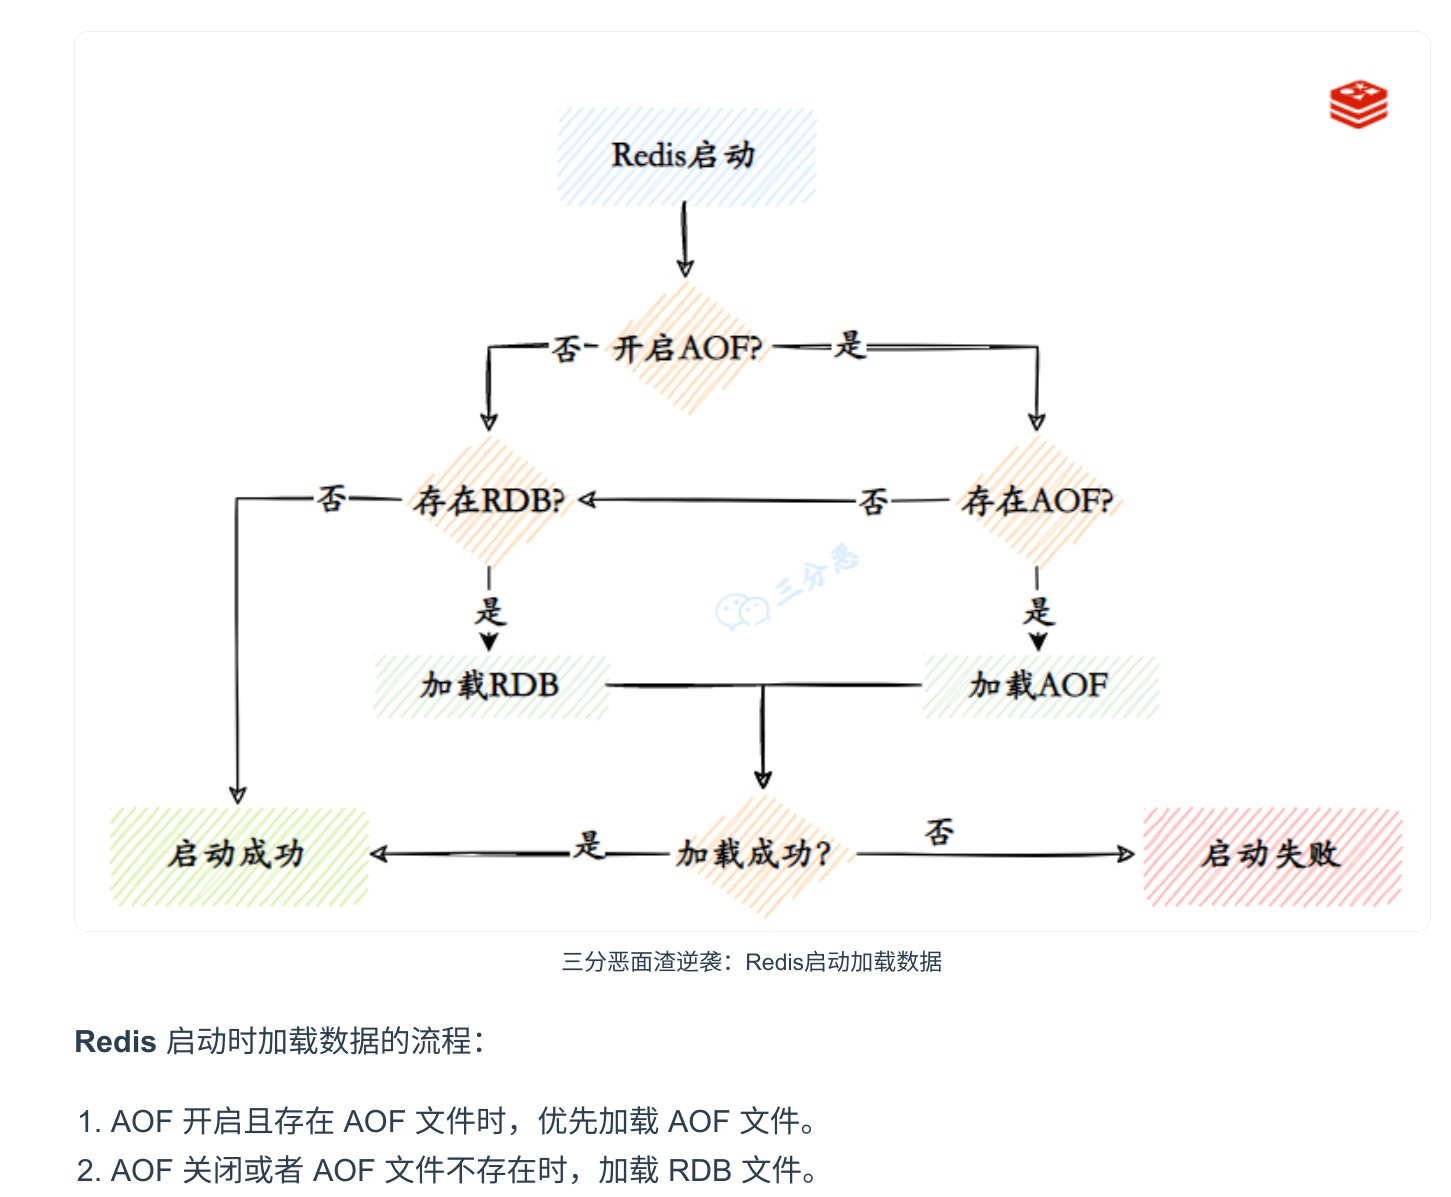 Redis启动
开启AOF?
否
是
存在RDB?
存在AOF?
否
否
三分恶
是
是
加载RDB
加载AOF
启动成功
是
加载成功?
否
启动失败
三分恶面渣逆袭：Redis启动加载数据
Redis 启动时加载数据的流程：
1. AOF 开启且存在 AOF 文件时，优先加载 AOF 文件。
2. AOF 关闭或者 AOF 文件不存在时，加载 RDB 文件。